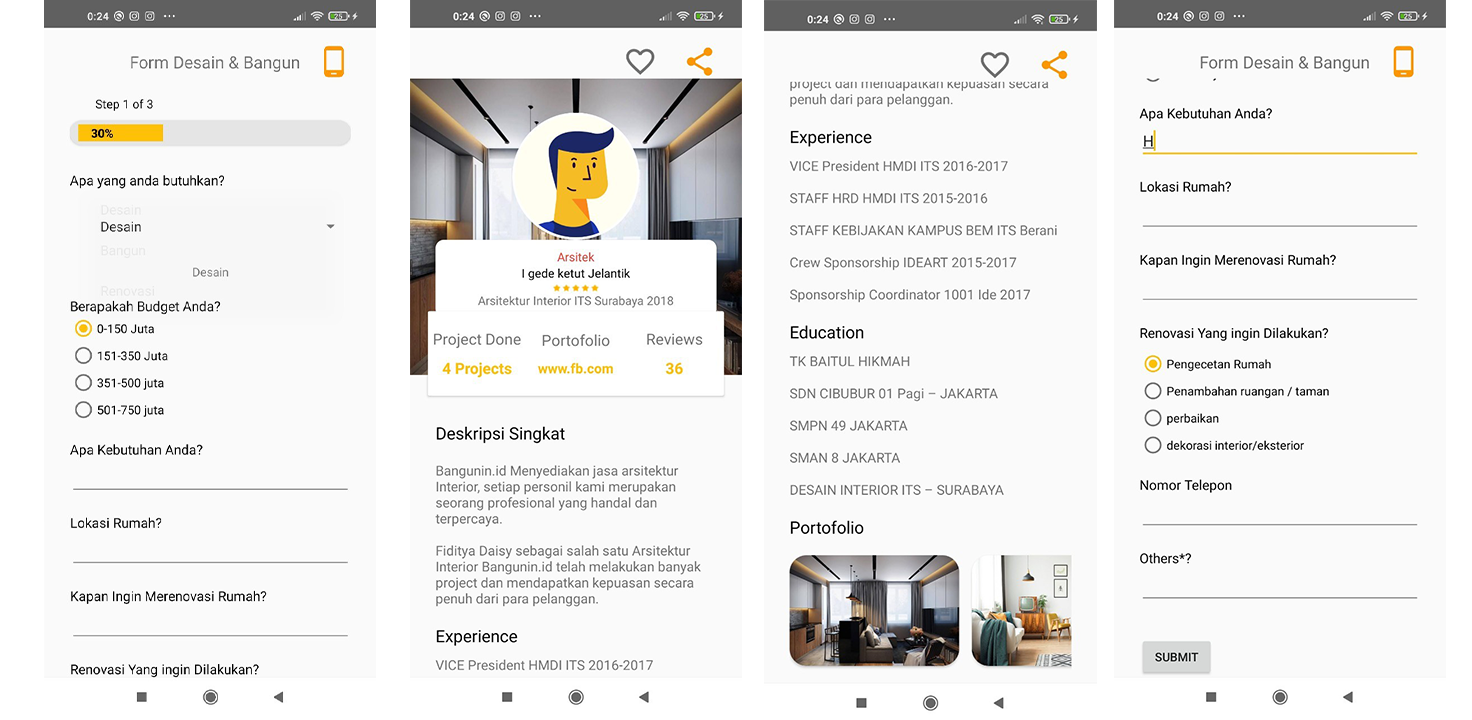 0:24
25
Form Desain & Bangun
Step 1 of 3
30%
Apa yang anda butuhkan?
Desain
Desain
Bangun
Desain
Renovasi
Berapakah Budget Anda?
0-150 Juta
151-350 Juta
351-500 juta
501-750 juta
Apa Kebutuhan Anda?
Lokasi Rumah?
Kapan Ingin Merenovasi Rumah?
Renovasi Yang ingin Dilakukan?
0:24
25
Arsitek
I gede ketut Jelantik
Arsitektur Interior ITS Surabaya 2018
Project Done
Portofolio
Reviews
4 Projects
www.fb.com
36
Deskripsi Singkat
Bangunin.id Menyediakan jasa arsitektur
Interior, setiap personil kami merupakan
seorang profesional yang handal dan
terpercaya.
Fiditya Daisy sebagai salah satu Arsitektur
Interior Bangunin.id telah melakukan banyak
project dan mendapatkan kepuasan secara
penuh dari para pelanggan.
Experience
VICE President HMDI ITS 2016-2017
0:24
25
project dan mendapatkan kepuasan secara
penuh dari para pelanggan.
Experience
VICE President HMDI ITS 2016-2017
STAFF HRD HMDI ITS 2015-2016
STAFF KEBIJAKAN KAMPUS BEM ITS Berani
Crew Sponsorship IDEART 2015-2017
Sponsorship Coordinator 1001 Ide 2017
Education
TK BAITUL HIKMAH
SDN CIBUBUR 01 Pagi – JAKARTA
SMPN 49 JAKARTA
SMAN 8 JAKARTA
DESAIN INTERIOR ITS – SURABAYA
Portofolio
0:24
25
Form Desain & Bangun
Apa Kebutuhan Anda?
H
Lokasi Rumah?
Kapan Ingin Merenovasi Rumah?
Renovasi Yang ingin Dilakukan?
Pengecetan Rumah
Penambahan ruangan / taman
perbaikan
dekorasi interior/eksterior
Nomor Telepon
Others*?
SUBMIT